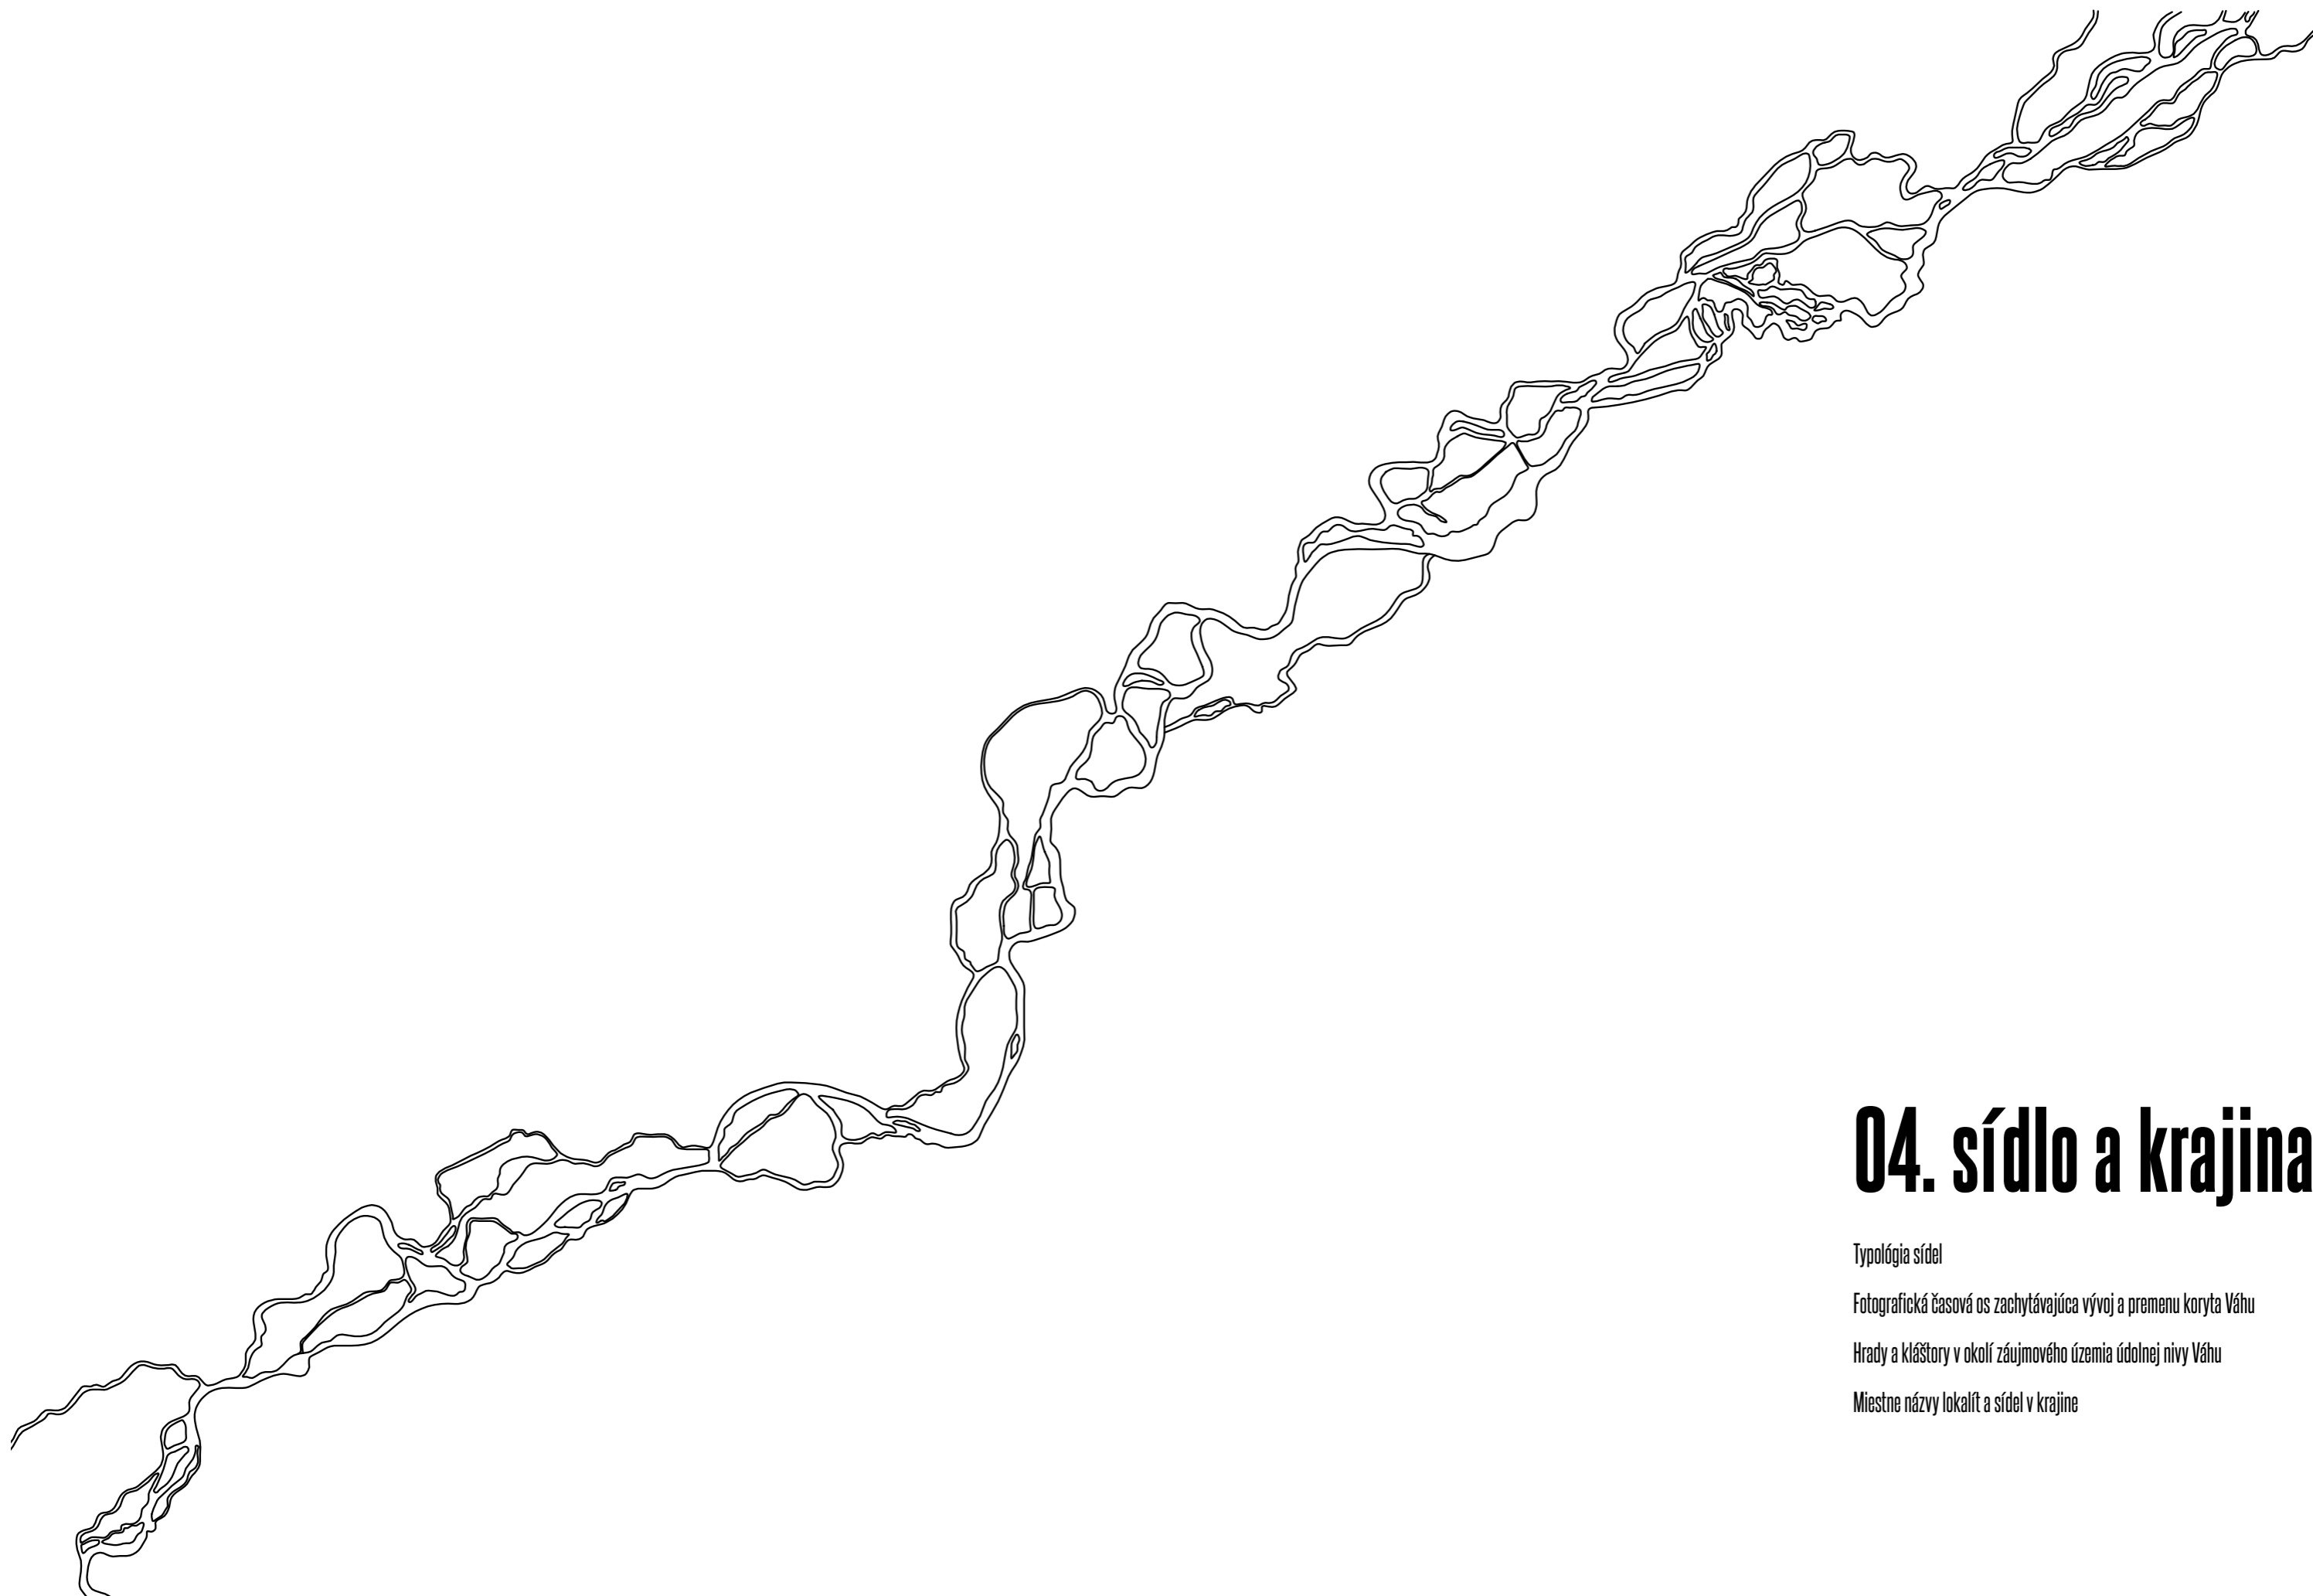 04. sídlo a krajina
Typológia sídel
Fotografická časová os zachytávajúca vývoj a premenu koryta Váhu
Hrady a kláštory v okolí záujmového územia údolnej nivy Váhu
Miestne názvy lokalít a sídel v krajine